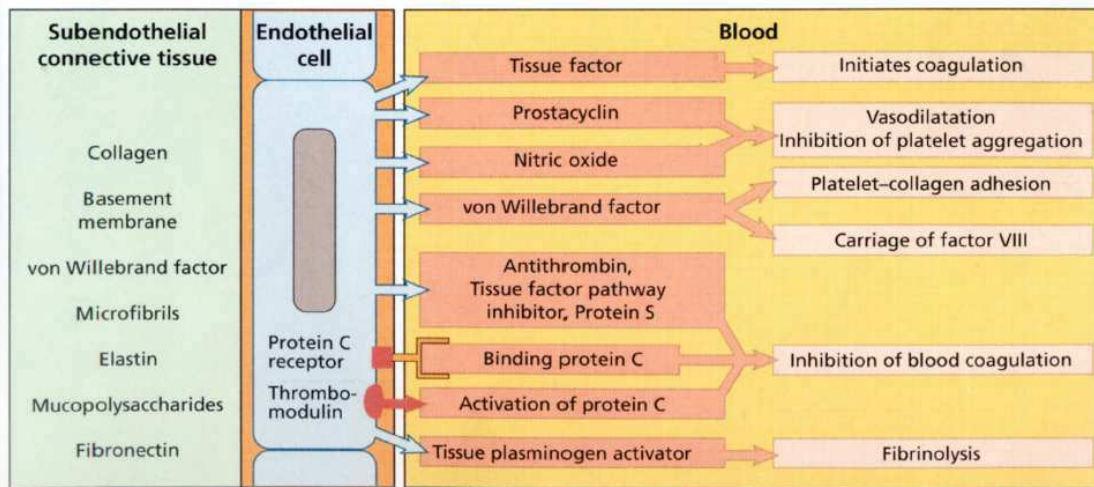 Subendothelial
connective tissue
Collagen
Basement
membrane
von Willebrand factor
Microfibrils
Elastin
Mucopolysaccharides
Fibronectin
Endothelial
cell
Protein C
receptor
Thrombo-
modulin
Blood
Tissue factor
Initiates coagulation
Prostacyclin
Nitric oxide
Vasodilatation
Inhibition of platelet aggregation
von Willebrand factor
Platelet–collagen adhesion
Carriage of factor VIII
Antithrombin,
Tissue factor pathway
inhibitor, Protein S
Binding protein C
Activation of protein C
Inhibition of blood coagulation
Tissue plasminogen activator
Fibrinolysis